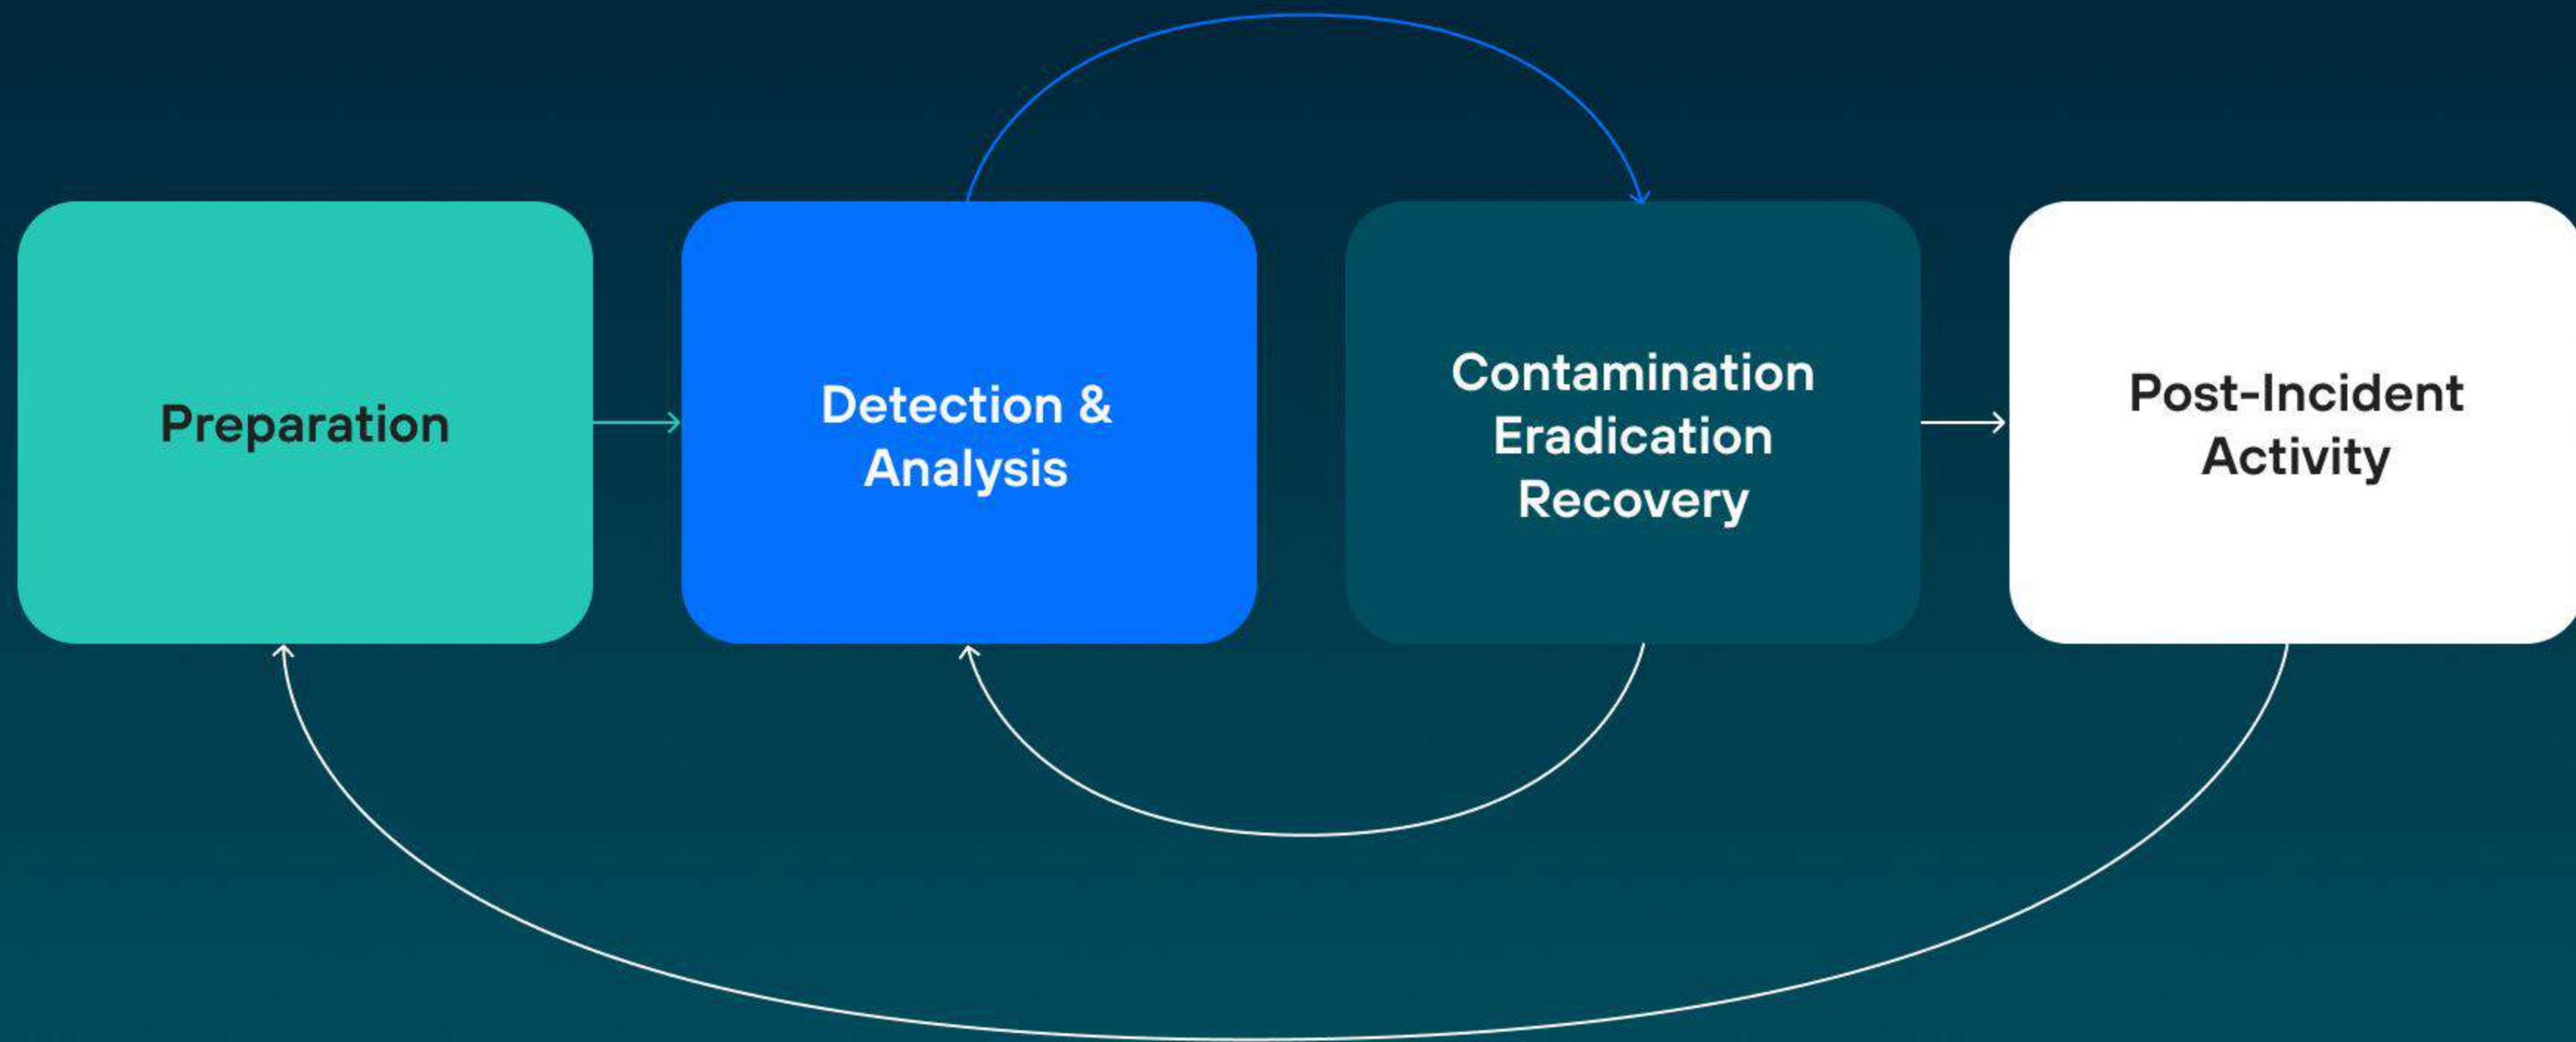 Preparation
Detection &
Analysis
Contamination
Eradication
Recovery
Post-Incident
Activity